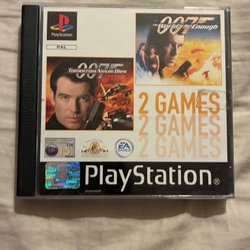 PlayStation
PAL
007
TOMORROW NEVER DIES
007
The World is not Enough
2 GAMES
2 GAMES
2 GAMES
EA
PlayStation